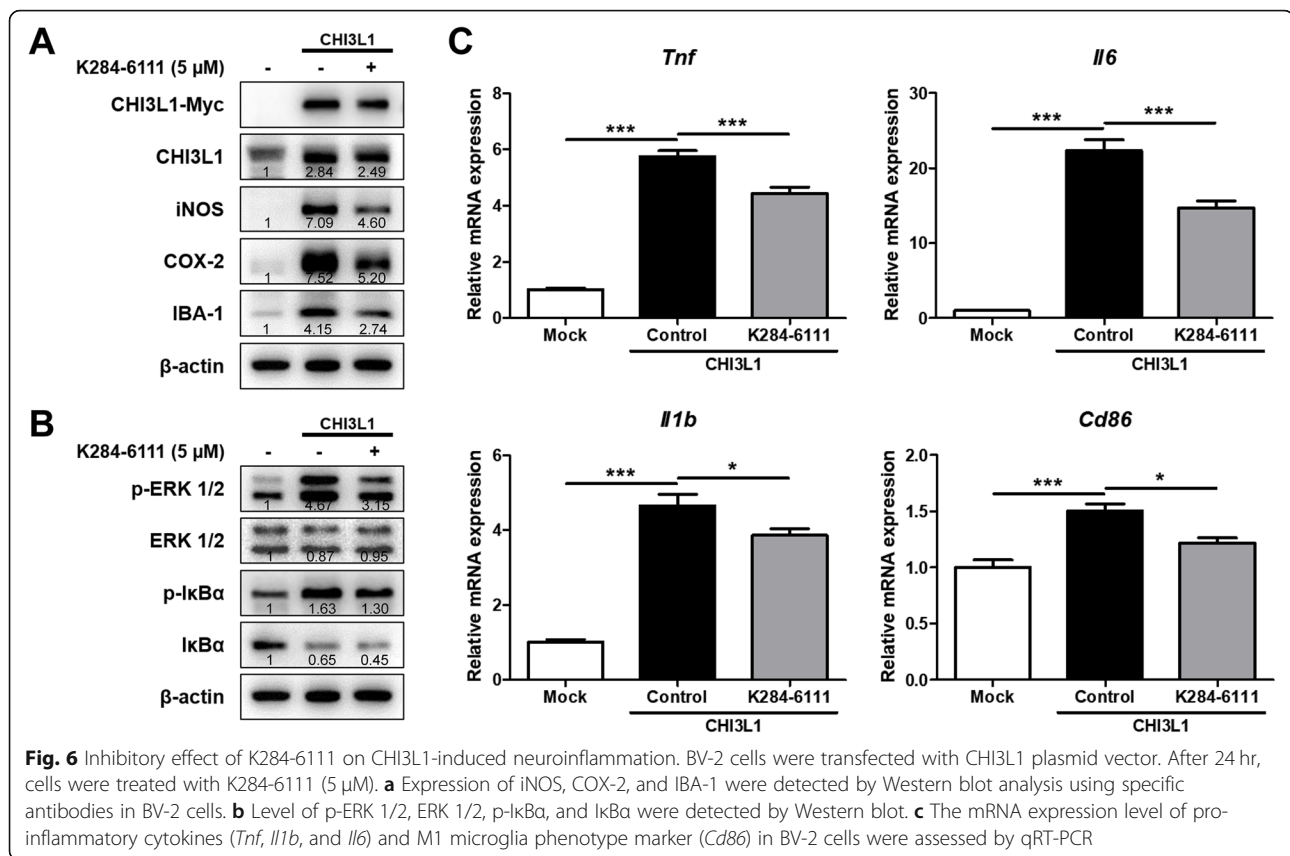 A
CHI3L1
K284-6111 (5 µM) - - +
CHI3L1-Myc
CHI3L1 1 2.84 2.49
iNOS 1 7.09 4.60
COX-2 1 7.52 5.20
IBA-1 1 4.15 2.74
β-actin
B
CHI3L1
K284-6111 (5 µM) - - +
p-ERK 1/2 1 4.67 3.15
ERK 1/2 1 0.87 0.95
p-IκBα 1 1.63 1.30
IκBα 1 0.65 0.45
β-actin
C
Tnf
Relative mRNA expression
8
6
4
2
0
*** ***
Mock Control K284-6111
CHI3L1
Il6
Relative mRNA expression
30
20
10
0
*** ***
Mock Control K284-6111
CHI3L1
Il1b
Relative mRNA expression
6
4
2
0
*** *
Mock Control K284-6111
CHI3L1
Cd86
Relative mRNA expression
2.0
1.5
1.0
0.5
0.0
*** *
Mock Control K284-6111
CHI3L1
Fig. 6 Inhibitory effect of K284-6111 on CHI3L1-induced neuroinflammation. BV-2 cells were transfected with CHI3L1 plasmid vector. After 24 hr,
cells were treated with K284-6111 (5 µM). a Expression of iNOS, COX-2, and IBA-1 were detected by Western blot analysis using specific
antibodies in BV-2 cells. b Level of p-ERK 1/2, ERK 1/2, p-IκBα, and IκBα were detected by Western blot. c The mRNA expression level of pro-
inflammatory cytokines (Tnf, Il1b, and Il6) and M1 microglia phenotype marker (Cd86) in BV-2 cells were assessed by qRT-PCR